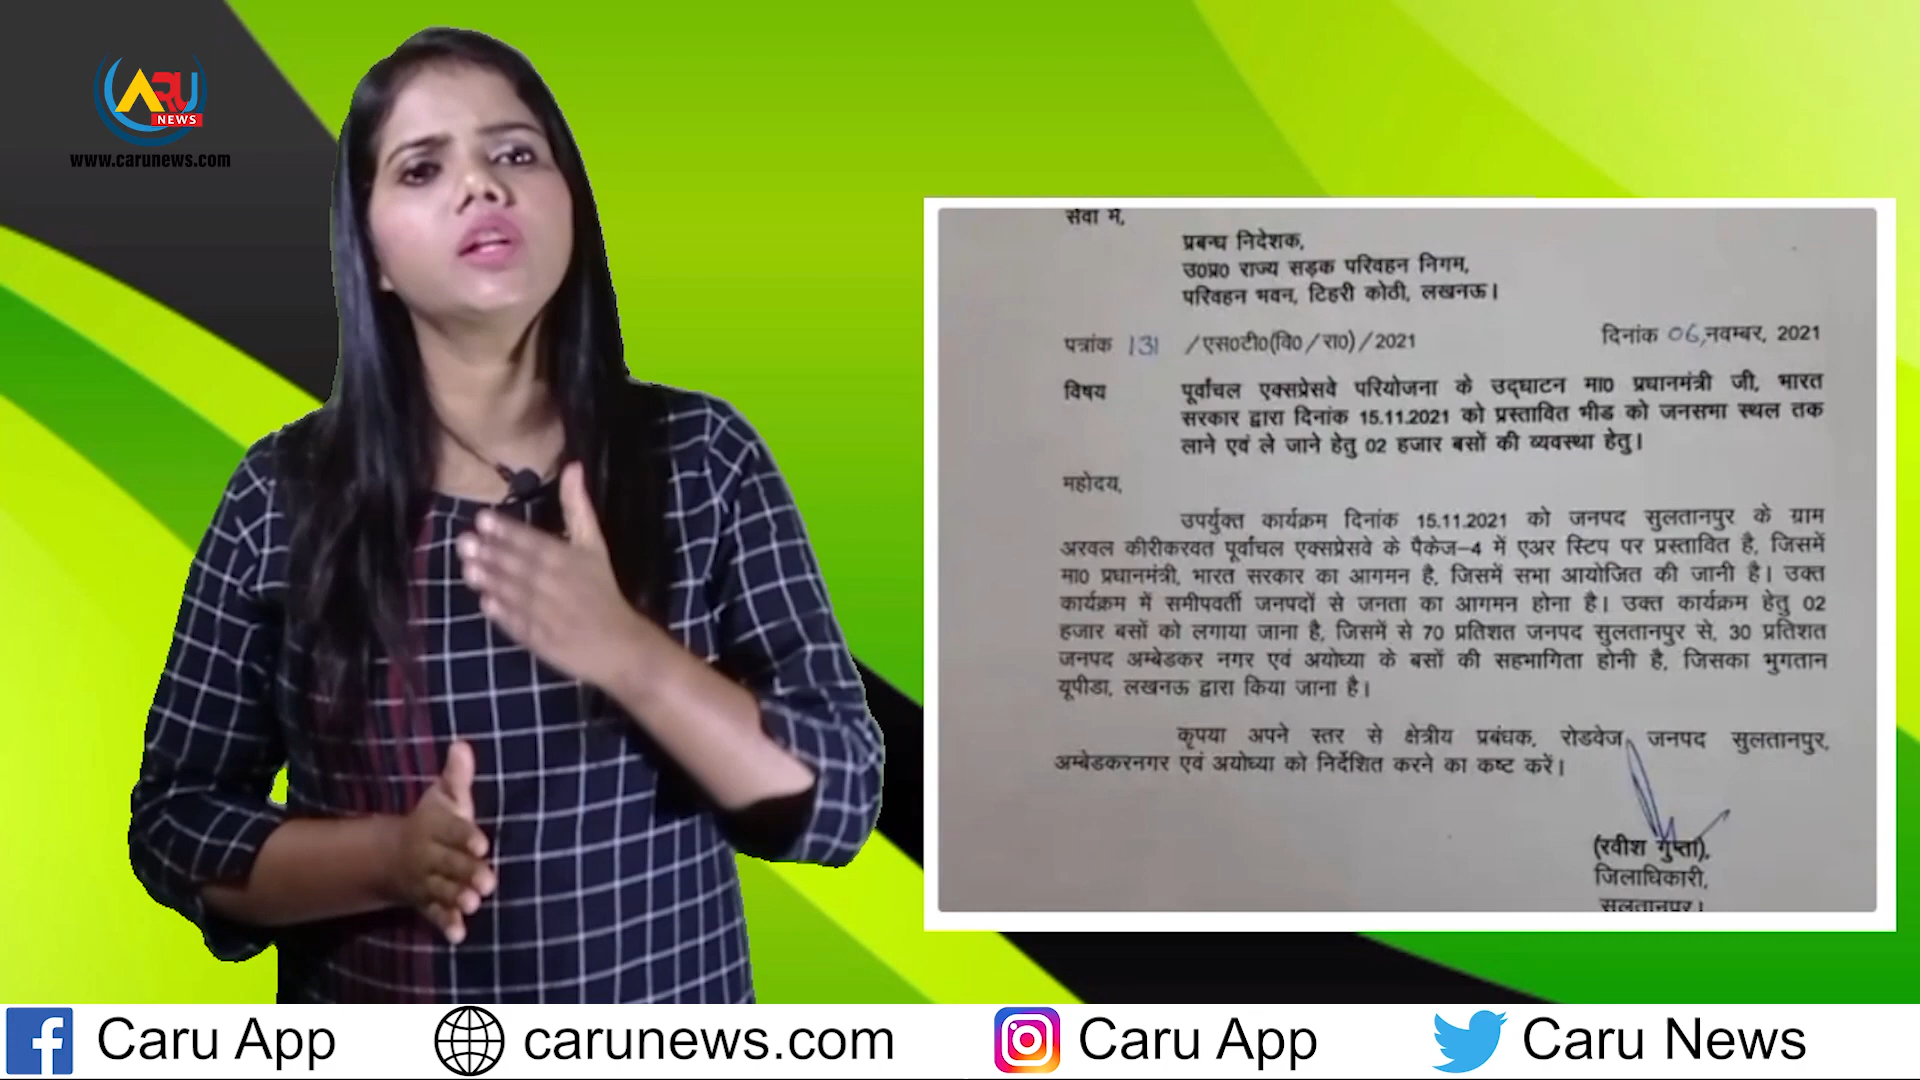 ARU
NEWS
www.carunews.com
सेवा में,
प्रबन्ध निदेशक,
उ0प्र0 राज्य सड़क परिवहन निगम,
परिवहन भवन, टिहरी कोठी, लखनऊ।
पत्रांक 131 /एस0टी0(वि0/रा0)/2021 दिनांक 06,नवम्बर, 2021
विषय पूर्वांचल एक्सप्रेसवे परियोजना के उद्घाटन मा0 प्रधानमंत्री जी, भारत
सरकार द्वारा दिनांक 15.11.2021 को प्रस्तावित भीड को जनसभा स्थल तक
लाने एवं ले जाने हेतु 02 हजार बसों की व्यवस्था हेतु।
महोदय,
उपर्युक्त कार्यक्रम दिनांक 15.11.2021 को जनपद सुलतानपुर के ग्राम
अरवल कीरीकरवत पूर्वांचल एक्सप्रेसवे के पैकेज-4 में एअर स्टिप पर प्रस्तावित है, जिसमें
मा0 प्रधानमंत्री, भारत सरकार का आगमन है, जिसमें सभा आयोजित की जानी है। उक्त
कार्यक्रम में समीपवर्ती जनपदों से जनता का आगमन होना है। उक्त कार्यक्रम हेतु 02
हजार बसों को लगाया जाना है, जिसमें से 70 प्रतिशत जनपद सुलतानपुर से, 30 प्रतिशत
जनपद अम्बेडकर नगर एवं अयोध्या के बसों की सहभागिता होनी है, जिसका भुगतान
यूपीडा, लखनऊ द्वारा किया जाना है।
कृपया अपने स्तर से क्षेत्रीय प्रबंधक, रोडवेज जनपद सुलतानपुर,
अम्बेडकरनगर एवं अयोध्या को निर्देशित करने का कष्ट करें।
(रवीश गुप्ता),
जिलाधिकारी,
सुलतानपुर।
Caru App carunews.com Caru App Caru News